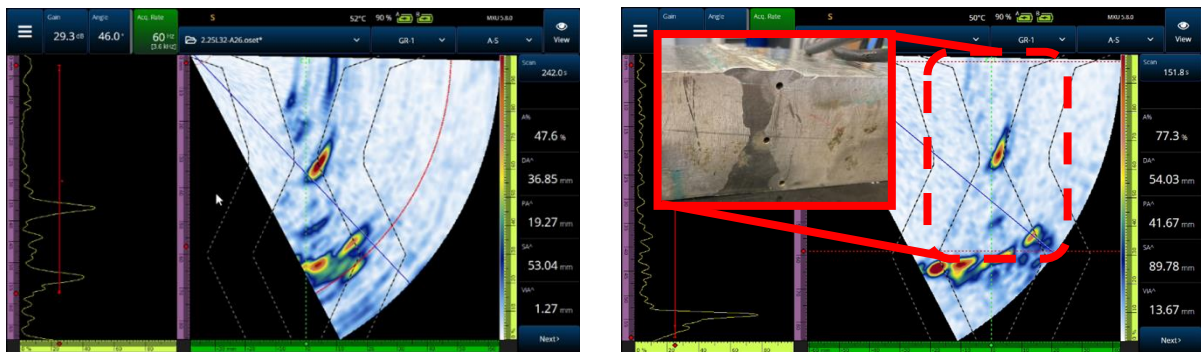 Gain
29.3 dB
Angle
46.0°
Acq. Rate
60 Hz
[3.6 kHz]
S
52°C 90 % A B
MXU 5.8.0
2.25L32-A26.oset*
GR-1
A-S
View
Scan
242.0 s
A%
47.6 %
DA^
36.85 mm
PA^
19.27 mm
SA^
53.04 mm
VIA^
1.27 mm
Next>
Gain
Angle
Acq. Rate
S
50°C 90 % A B
MXU 5.8.0
GR-1
A-S
View
Scan
151.8 s
A%
77.3 %
DA^
54.03 mm
PA^
41.67 mm
SA^
89.78 mm
VIA^
13.67 mm
Next>